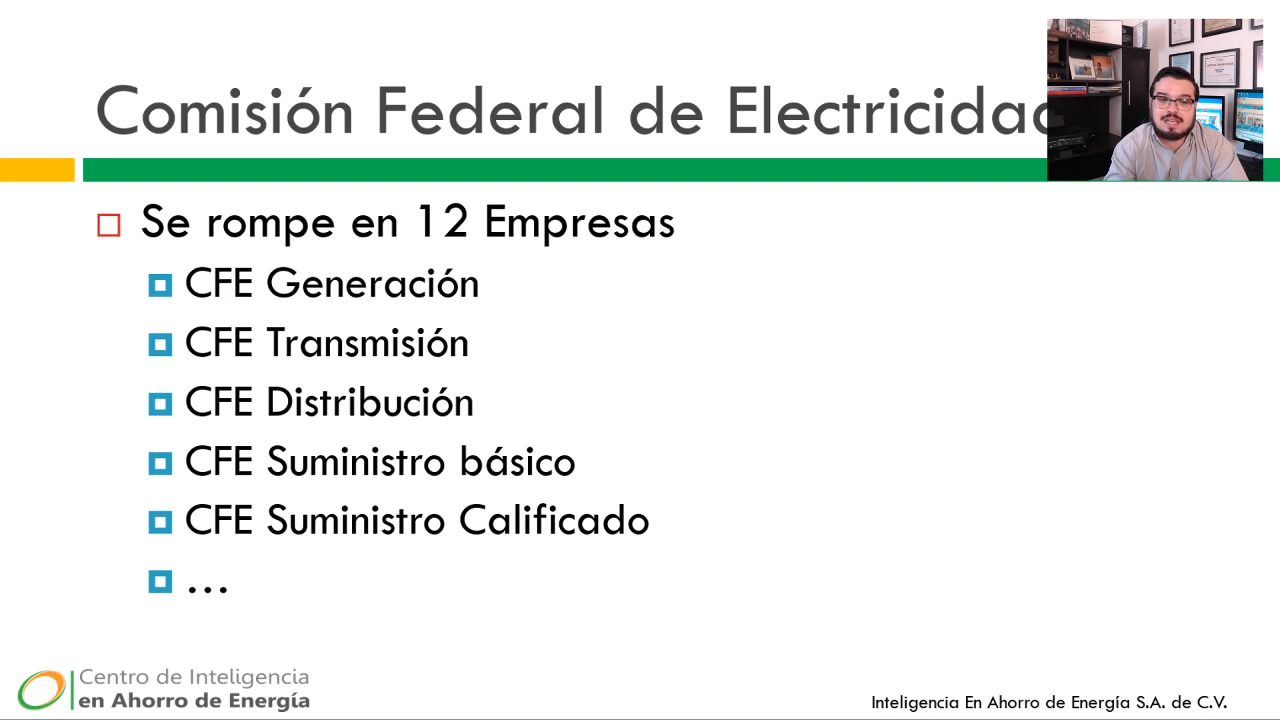 Comisión Federal de Electricidad
Se rompe en 12 Empresas
CFE Generación
CFE Transmisión
CFE Distribución
CFE Suministro básico
CFE Suministro Calificado
...
Centro de Inteligencia
en Ahorro de Energía
Inteligencia En Ahorro de Energía S.A. de C.V.